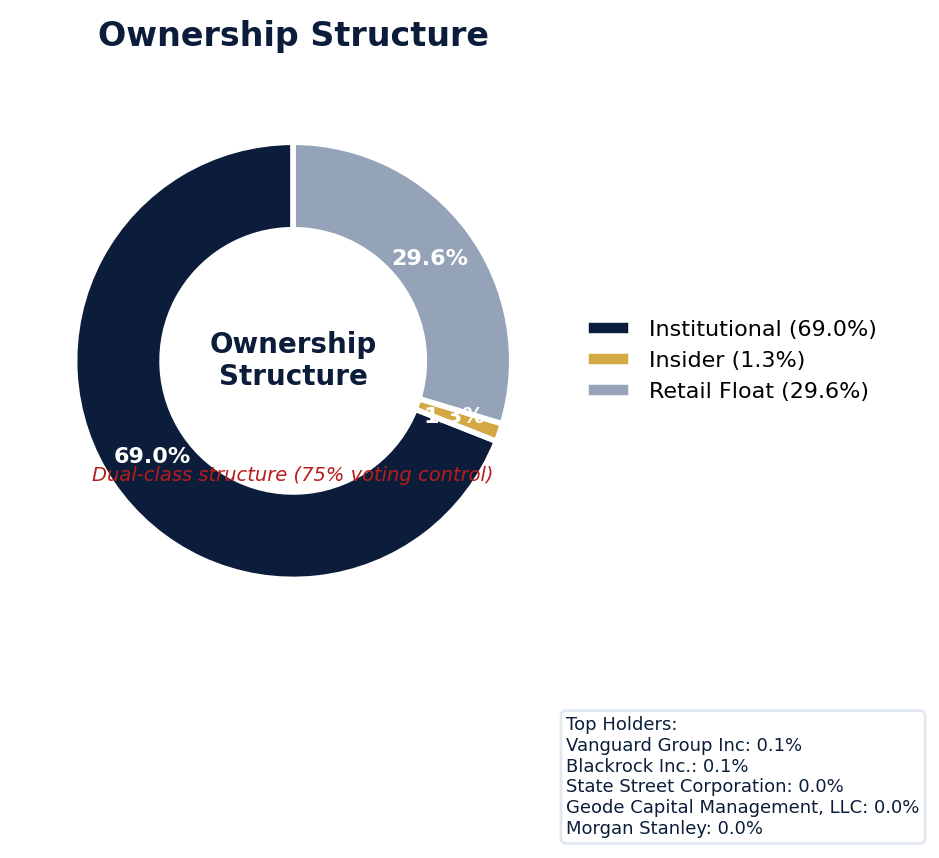 Ownership Structure
29.6%
Ownership
Structure
1.3%
69.0%
Dual-class structure (75% voting control)
Institutional (69.0%)
Insider (1.3%)
Retail Float (29.6%)
Top Holders:
Vanguard Group Inc: 0.1%
Blackrock Inc.: 0.1%
State Street Corporation: 0.0%
Geode Capital Management, LLC: 0.0%
Morgan Stanley: 0.0%